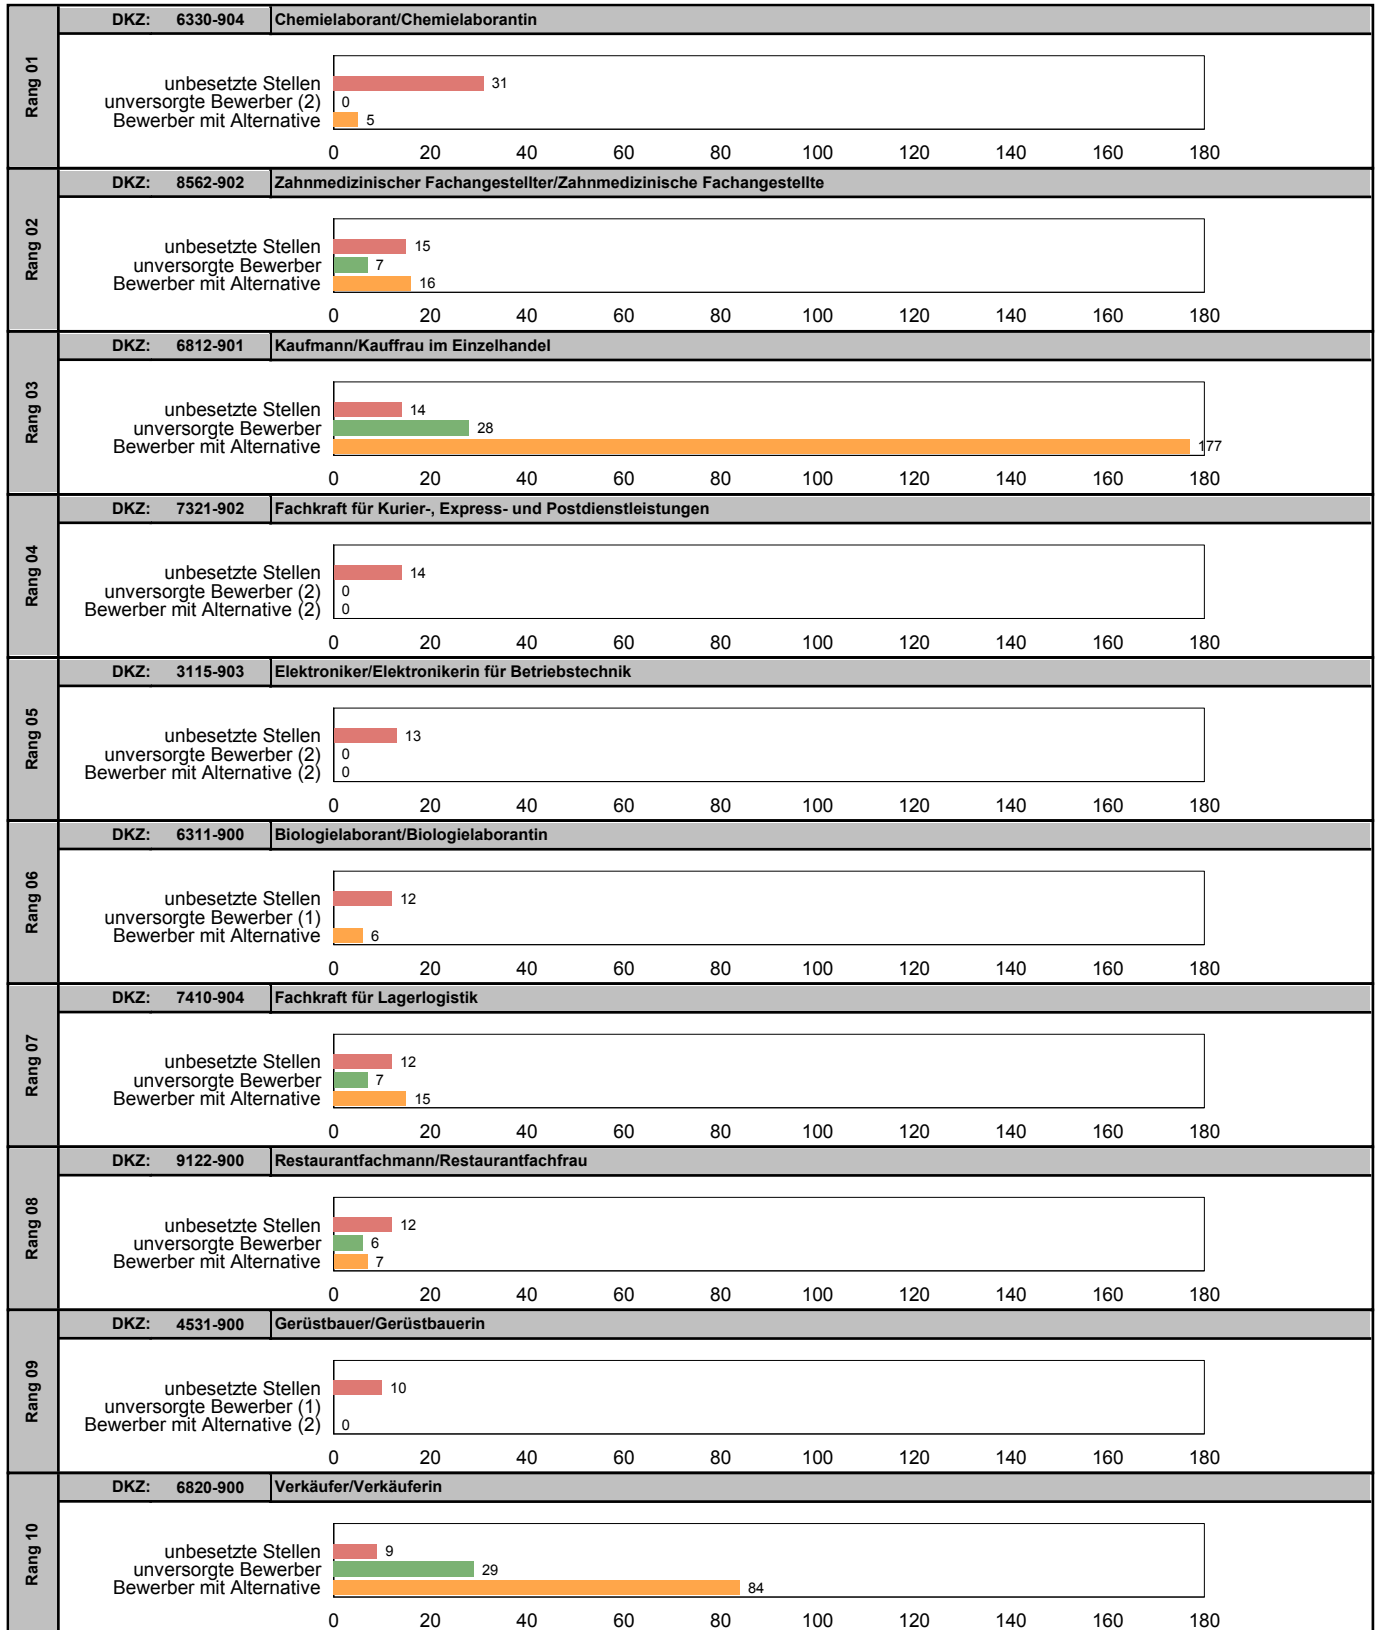 Rang 01
DKZ: 6330-904 Chemielaborant/Chemielaborantin
unbesetzte Stellen 31
unversorgte Bewerber (2) 0
Bewerber mit Alternative 5
0 20 40 60 80 100 120 140 160 180
Rang 02
DKZ: 8562-902 Zahnmedizinischer Fachangestellter/Zahnmedizinische Fachangestellte
unbesetzte Stellen 15
unversorgte Bewerber 7
Bewerber mit Alternative 16
0 20 40 60 80 100 120 140 160 180
Rang 03
DKZ: 6812-901 Kaufmann/Kauffrau im Einzelhandel
unbesetzte Stellen 14
unversorgte Bewerber 28
Bewerber mit Alternative 177
0 20 40 60 80 100 120 140 160 180
Rang 04
DKZ: 7321-902 Fachkraft für Kurier-, Express- und Postdienstleistungen
unbesetzte Stellen 14
unversorgte Bewerber (2) 0
Bewerber mit Alternative (2) 0
0 20 40 60 80 100 120 140 160 180
Rang 05
DKZ: 3115-903 Elektroniker/Elektronikerin für Betriebstechnik
unbesetzte Stellen 13
unversorgte Bewerber (2) 0
Bewerber mit Alternative (2) 0
0 20 40 60 80 100 120 140 160 180
Rang 06
DKZ: 6311-900 Biologielaborant/Biologielaborantin
unbesetzte Stellen 12
unversorgte Bewerber (1)
Bewerber mit Alternative 6
0 20 40 60 80 100 120 140 160 180
Rang 07
DKZ: 7410-904 Fachkraft für Lagerlogistik
unbesetzte Stellen 12
unversorgte Bewerber 7
Bewerber mit Alternative 15
0 20 40 60 80 100 120 140 160 180
Rang 08
DKZ: 9122-900 Restaurantfachmann/Restaurantfachfrau
unbesetzte Stellen 12
unversorgte Bewerber 6
Bewerber mit Alternative 7
0 20 40 60 80 100 120 140 160 180
Rang 09
DKZ: 4531-900 Gerüstbauer/Gerüstbauerin
unbesetzte Stellen 10
unversorgte Bewerber (1)
Bewerber mit Alternative (2) 0
0 20 40 60 80 100 120 140 160 180
Rang 10
DKZ: 6820-900 Verkäufer/Verkäuferin
unbesetzte Stellen 9
unversorgte Bewerber 29
Bewerber mit Alternative 84
0 20 40 60 80 100 120 140 160 180